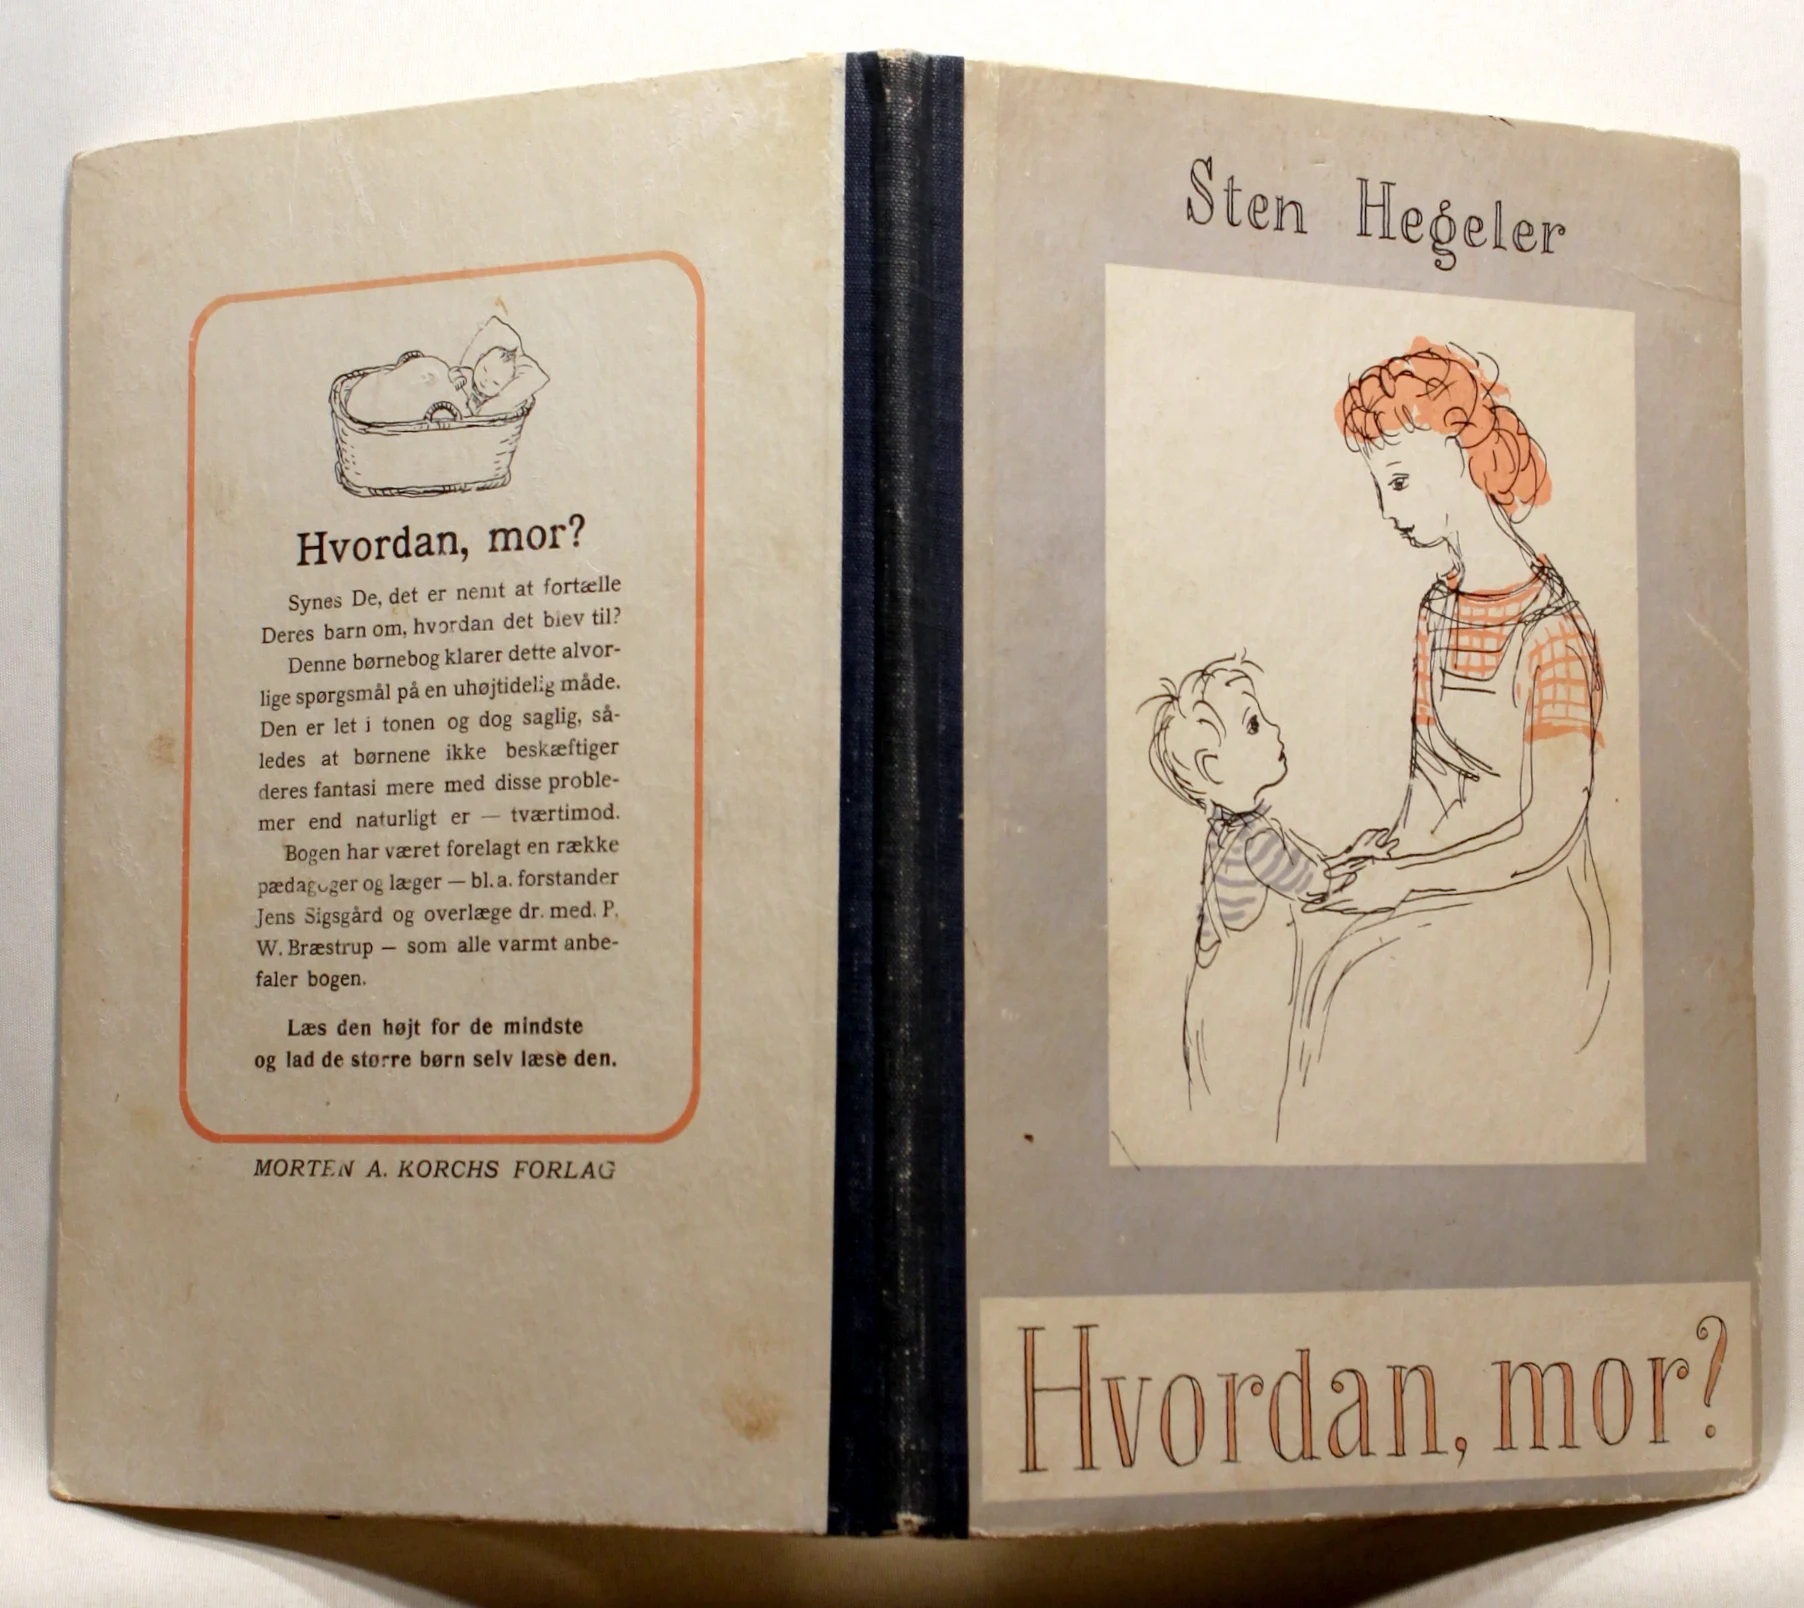 Hvordan, mor?
Synes De, det er nemt at fortælle
Deres barn om, hvordan det blev til?
Denne børnebog klarer dette alvor-
lige spørgsmål på en uhøjtidelig måde.
Den er let i tonen og dog saglig, så-
ledes at børnene ikke beskæftiger
deres fantasi mere med disse proble-
mer end naturligt er — tværtimod.
Bogen har været forelagt en række
pædagoger og læger — bl. a. forstander
Jens Sigsgård og overlæge dr. med. P.
W. Bræstrup — som alle varmt anbe-
faler bogen.
Læs den højt for de mindste
og lad de større børn selv læse den.
MORTEN A. KORCHS FORLAG
Sten Hegeler
Hvordan, mor?